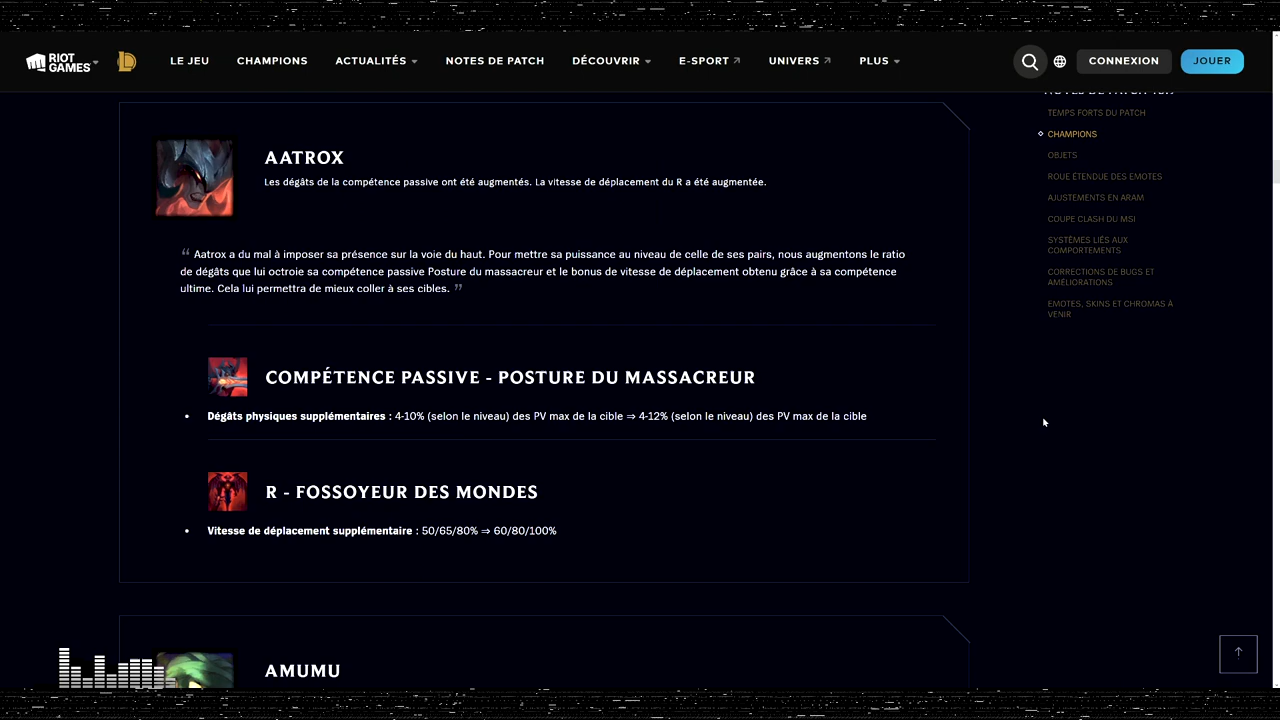 RIOT GAMES
LE JEU
CHAMPIONS
ACTUALITÉS
NOTES DE PATCH
DÉCOUVRIR
E-SPORT
UNIVERS
PLUS
CONNEXION
JOUER
TEMPS FORTS DU PATCH
CHAMPIONS
OBJETS
ROUE ÉTENDUE DES EMOTES
AJUSTEMENTS EN ARAM
COUPE CLASH DU MSI
SYSTÈMES LIÉS AUX
COMPORTEMENTS
CORRECTIONS DE BUGS ET
AMÉLIORATIONS
EMOTES, SKINS ET CHROMAS À
VENIR
AATROX
Les dégâts de la compétence passive ont été augmentés. La vitesse de déplacement du R a été augmentée.
“ Aatrox a du mal à imposer sa présence sur la voie du haut. Pour mettre sa puissance au niveau de celle de ses pairs, nous augmentons le ratio
de dégâts que lui octroie sa compétence passive Posture du massacreur et le bonus de vitesse de déplacement obtenu grâce à sa compétence
ultime. Cela lui permettra de mieux coller à ses cibles. ”
COMPÉTENCE PASSIVE - POSTURE DU MASSACREUR
• Dégâts physiques supplémentaires : 4-10% (selon le niveau) des PV max de la cible ⇒ 4-12% (selon le niveau) des PV max de la cible
R - FOSSOYEUR DES MONDES
• Vitesse de déplacement supplémentaire : 50/65/80% ⇒ 60/80/100%
AMUMU